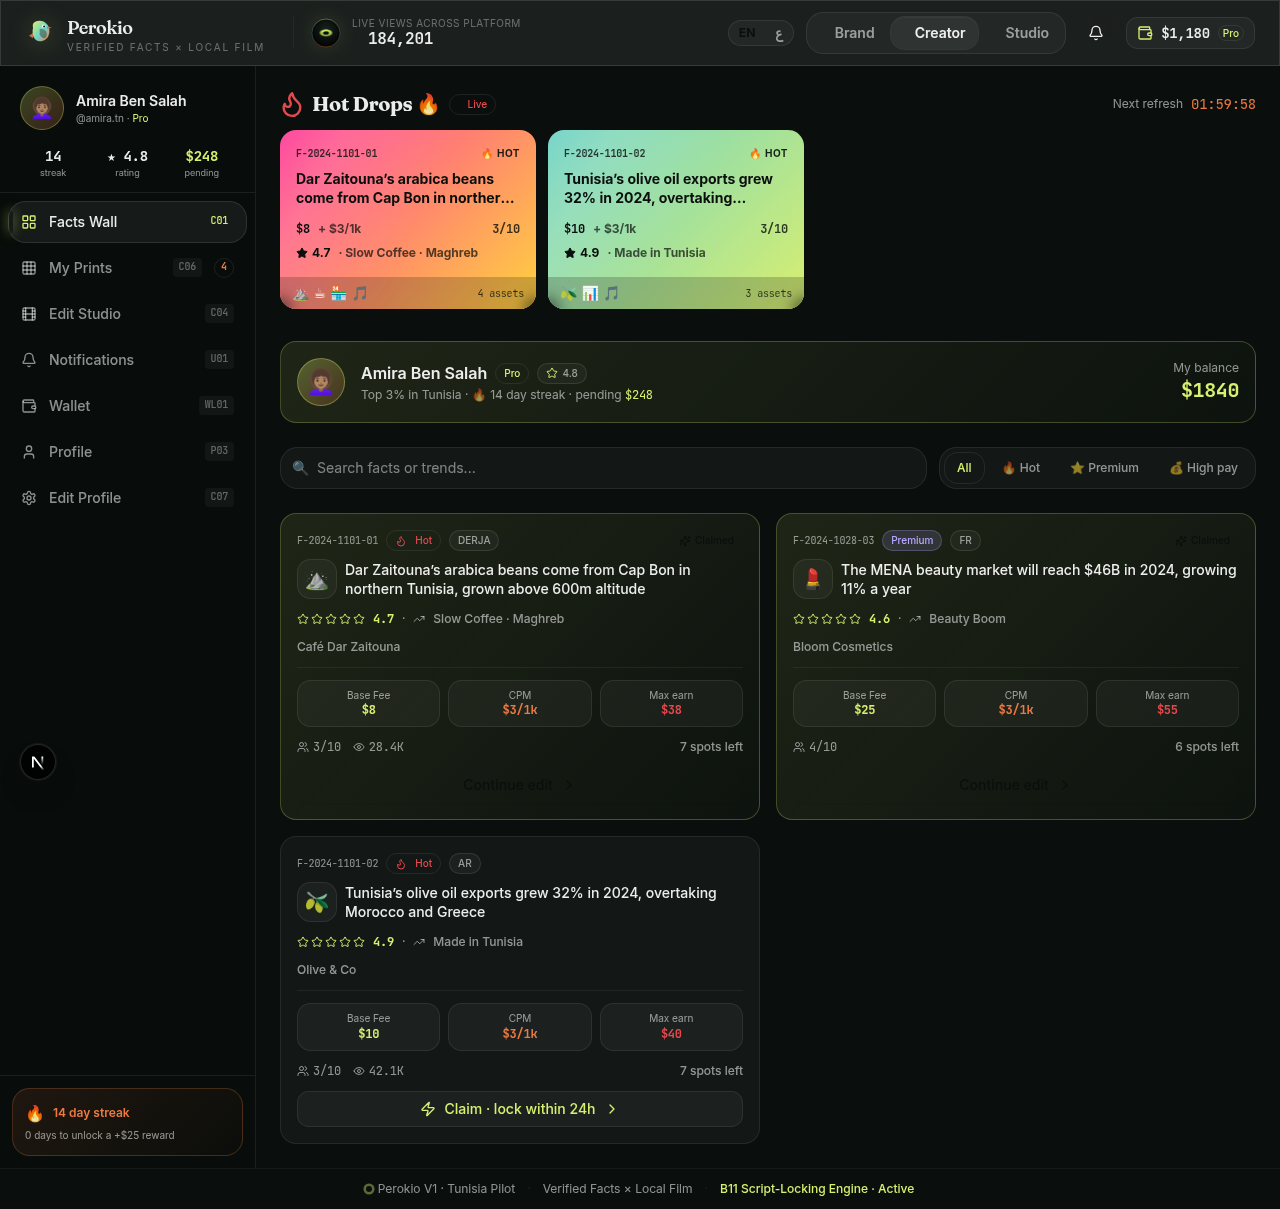 Perokio
VERIFIED FACTS × LOCAL FILM
LIVE VIEWS ACROSS PLATFORM
184,201
EN ع
Brand Creator Studio
$1,180 Pro
Amira Ben Salah
@amira.tn · Pro
14 ★ 4.8 $248
streak rating pending
Facts Wall C01
My Prints C06 4
Edit Studio C04
Notifications U01
Wallet WL01
Profile P03
Edit Profile C07
N
🔥 14 day streak
0 days to unlock a +$25 reward
Hot Drops 🔥 Live
Next refresh 01:59:58
F-2024-1101-01 🔥 HOT
Dar Zaitouna’s arabica beans
come from Cap Bon in norther…
$8 + $3/1k 3/10
★ 4.7 · Slow Coffee · Maghreb
4 assets
F-2024-1101-02 🔥 HOT
Tunisia’s olive oil exports grew
32% in 2024, overtaking…
$10 + $3/1k 3/10
★ 4.9 · Made in Tunisia
3 assets
Amira Ben Salah Pro 4.8
Top 3% in Tunisia · 🔥 14 day streak · pending $248
My balance
$1840
Search facts or trends...
All 🔥 Hot ⭐ Premium 💰 High pay
F-2024-1101-01 Hot DERJA Claimed
Dar Zaitouna’s arabica beans come from Cap Bon in
northern Tunisia, grown above 600m altitude
4.7 · Slow Coffee · Maghreb
Café Dar Zaitouna
Base Fee CPM Max earn
$8 $3/1k $38
3/10 28.4K 7 spots left
Continue edit
F-2024-1028-03 Premium FR Claimed
The MENA beauty market will reach $46B in 2024, growing
11% a year
4.6 · Beauty Boom
Bloom Cosmetics
Base Fee CPM Max earn
$25 $3/1k $55
4/10 6 spots left
Continue edit
F-2024-1101-02 Hot AR
Tunisia’s olive oil exports grew 32% in 2024, overtaking
Morocco and Greece
4.9 · Made in Tunisia
Olive & Co
Base Fee CPM Max earn
$10 $3/1k $40
3/10 42.1K 7 spots left
Claim · lock within 24h
Perokio V1 · Tunisia Pilot · Verified Facts × Local Film · B11 Script-Locking Engine · Active